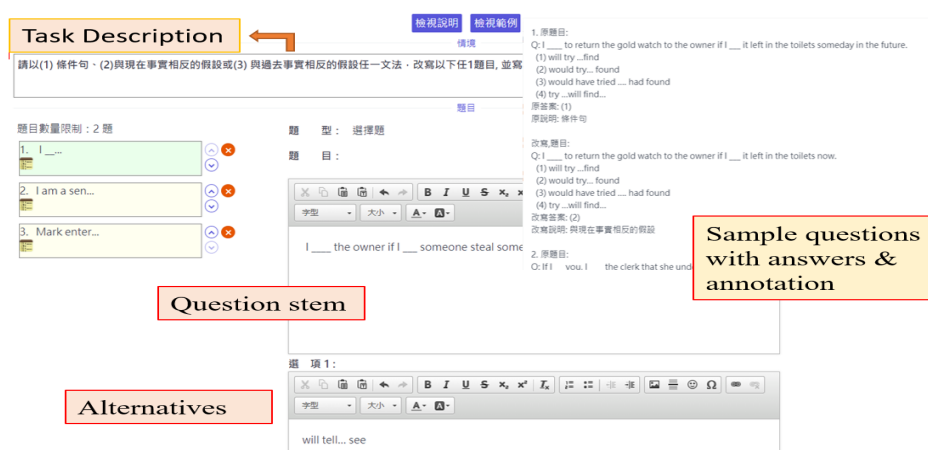 檢視說明 檢視範例
Task Description
情境
請以(1) 條件句、(2)與現在事實相反的假設或(3) 與過去事實相反的假設任一文法，改寫以下任1題目, 並寫
題目
題目數量限制：2 題
1. I __...
2. I am a sen...
3. Mark enter...
題 型： 選擇題
題 目：
字型 大小
I ____ the owner if I ___ someone steal some
Question stem
選 項1：
字型 大小
Alternatives
will tell... see
1. 原題目:
Q: I ____ to return the gold watch to the owner if I ___ it left in the toilets someday in the future.
(1) will try ...find
(2) would try... found
(3) would have tried .... had found
(4) try ...will find...
原答案: (1)
原說明: 條件句
改寫,題目:
Q: I ____ to return the gold watch to the owner if I ___ it left in the toilets now.
(1) will try ...find
(2) would try... found
(3) would have tried .... had found
(4) try ...will find...
改寫答案: (2)
改寫說明: 與現在事實相反的假設
2. 原題目:
Q: If I ___ you, I ___ the clerk that she und
Sample questions
with answers &
annotation